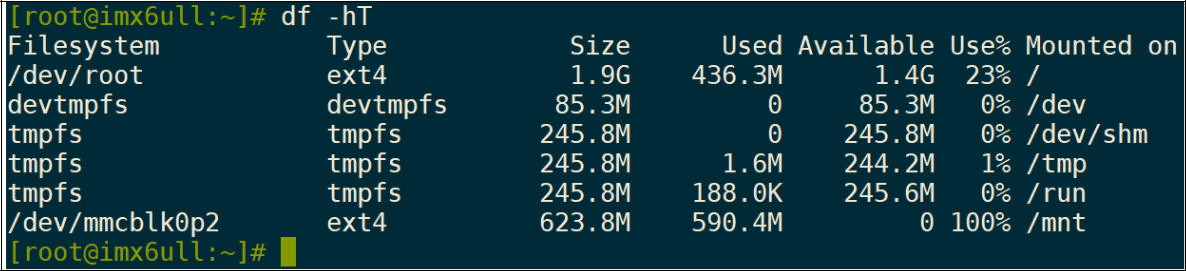 [root@imx6ull:~]# df -hT
Filesystem Type Size Used Available Use% Mounted on
/dev/root ext4 1.9G 436.3M 1.4G 23% /
devtmpfs devtmpfs 85.3M 0 85.3M 0% /dev
tmpfs tmpfs 245.8M 0 245.8M 0% /dev/shm
tmpfs tmpfs 245.8M 1.6M 244.2M 1% /tmp
tmpfs tmpfs 245.8M 188.0K 245.6M 0% /run
/dev/mmcblk0p2 ext4 623.8M 590.4M 0 100% /mnt
[root@imx6ull:~]#